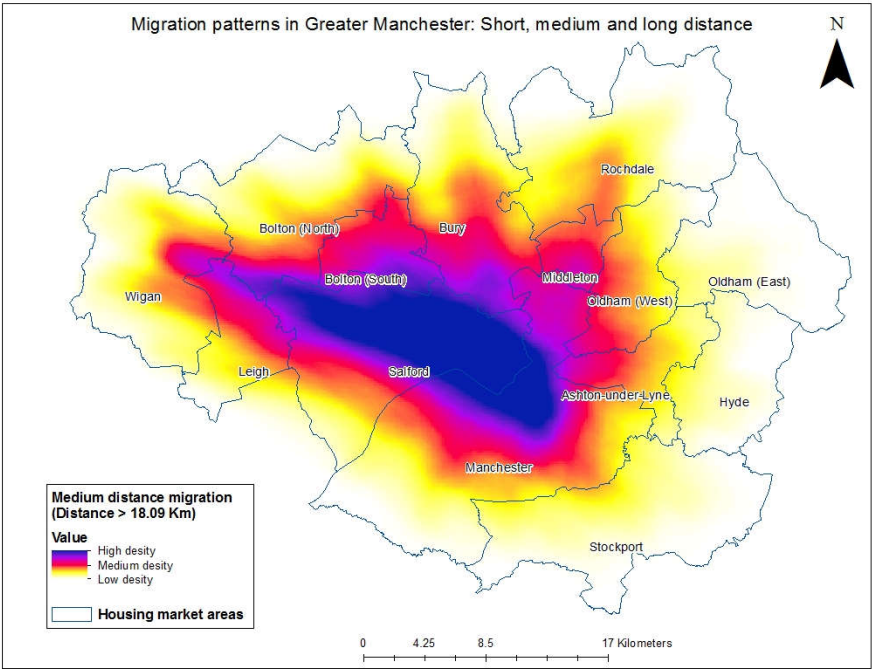 Migration patterns in Greater Manchester: Short, medium and long distance
N
Rochdale
Bolton (North)
Bury
Bolton (South)
Middleton
Oldham (East)
Wigan
Oldham (West)
Leigh
Salford
Ashton-under-Lyne
Hyde
Manchester
Stockport
Medium distance migration
(Distance > 18.09 Km)
Value
High desity
Medium desity
Low desity
Housing market areas
0 4.25 8.5 17 Kilometers